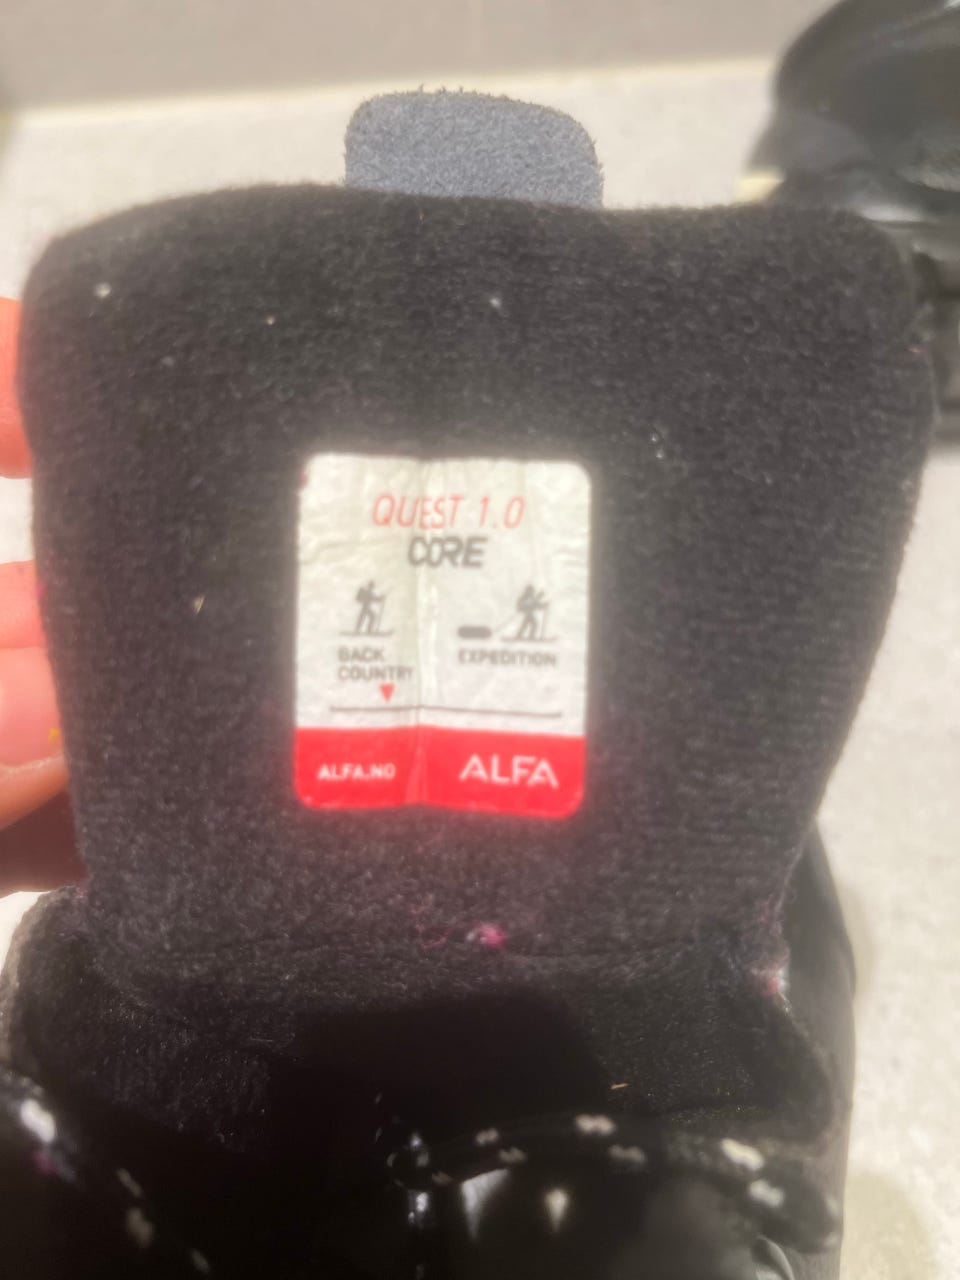 QUEST 1.0
CORE
BACK
COUNTRY
EXPEDITION
ALFA.NO
ALFA